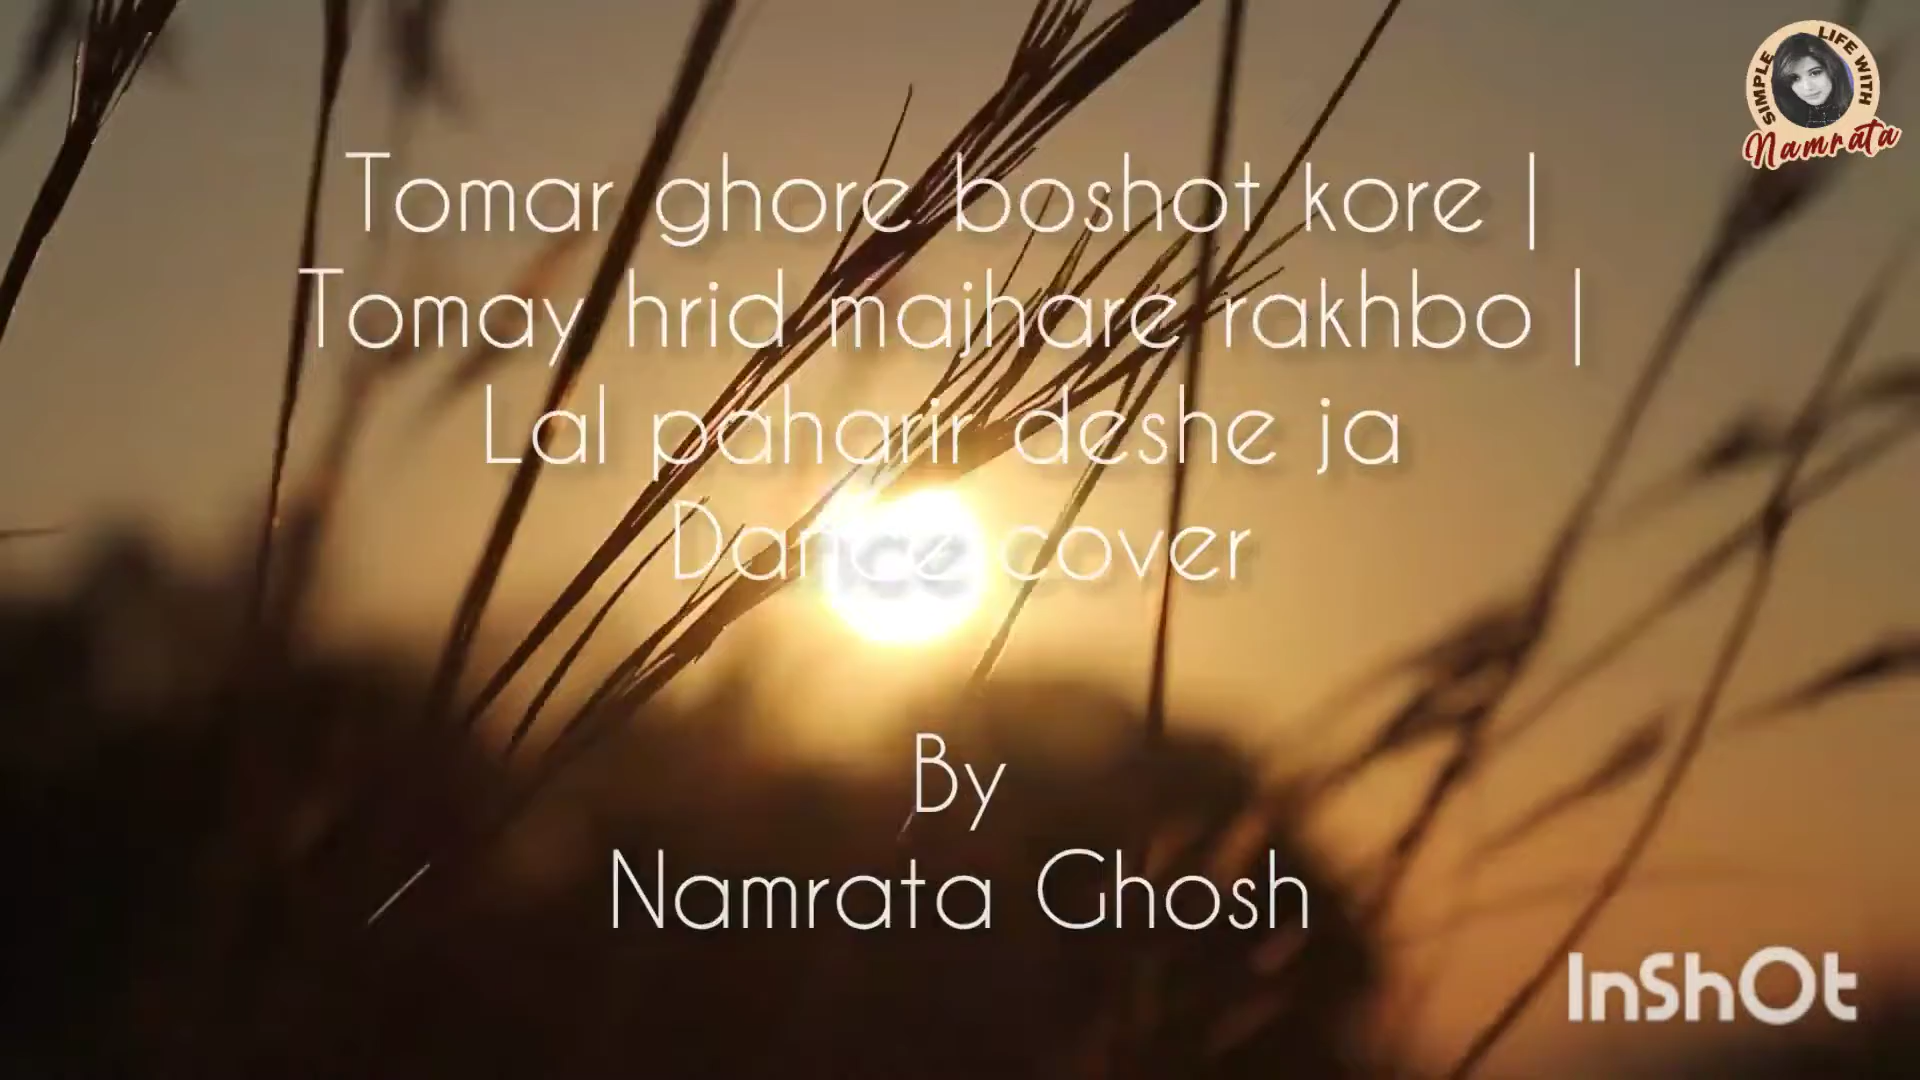 SIMPLE LIFE WITH
Namrata
Tomar ghore boshot kore |
Tomay hrid majhare rakhbo |
Lal paharir deshe ja
Dance cover
By
Namrata Ghosh
InShOt